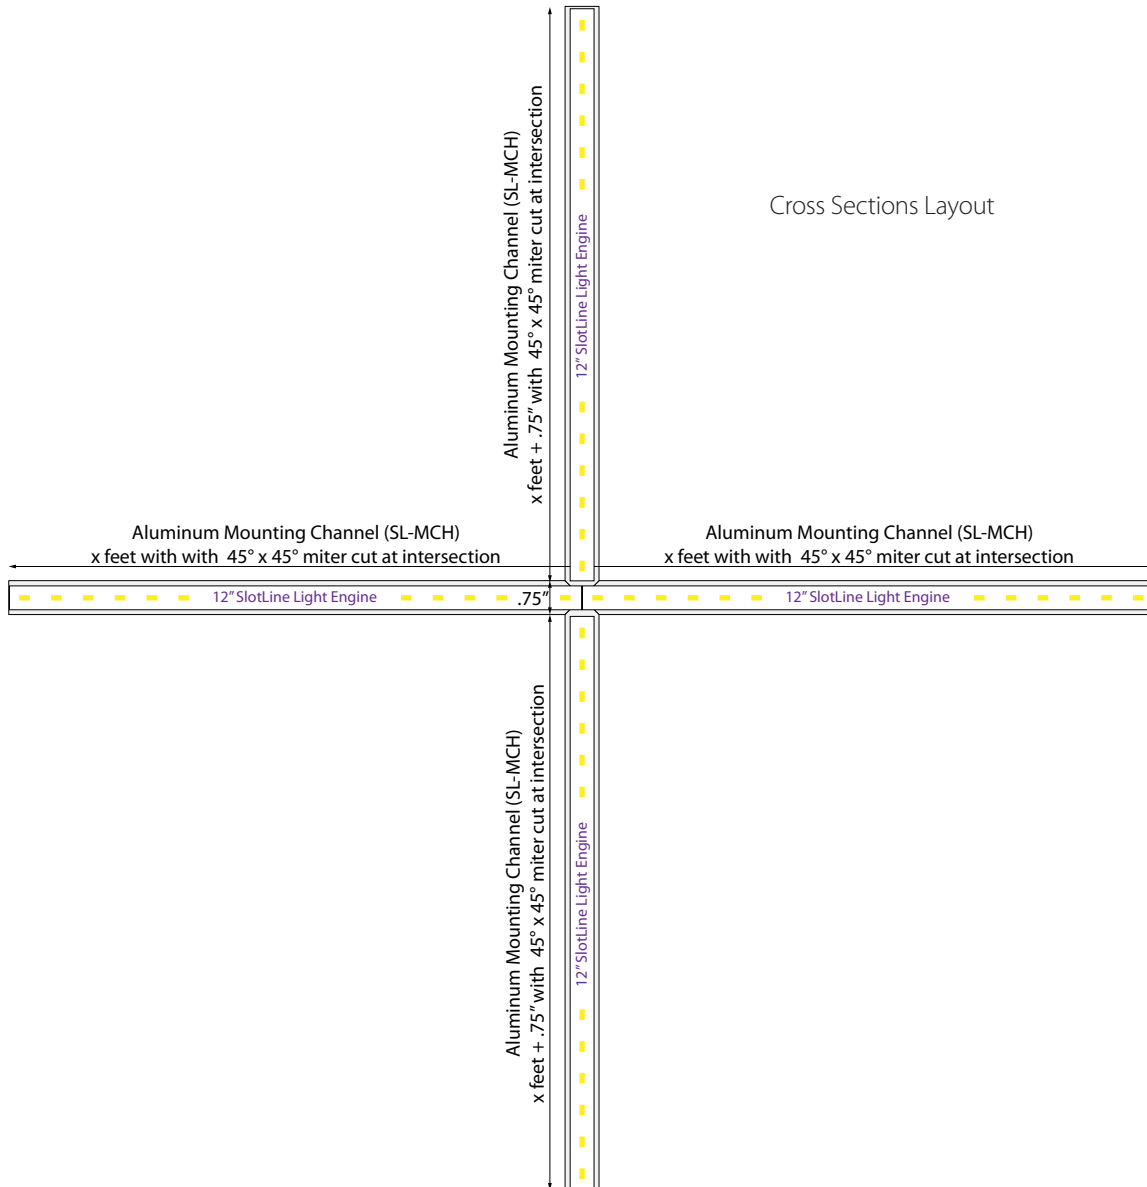 Aluminum Mounting Channel (SL-MCH)
x feet + .75" with 45° x 45° miter cut at intersection
12" SlotLine Light Engine
Cross Sections Layout
Aluminum Mounting Channel (SL-MCH)
x feet with with 45° x 45° miter cut at intersection
Aluminum Mounting Channel (SL-MCH)
x feet with with 45° x 45° miter cut at intersection
12" SlotLine Light Engine
.75"
12" SlotLine Light Engine
Aluminum Mounting Channel (SL-MCH)
x feet + .75" with 45° x 45° miter cut at intersection
12" SlotLine Light Engine